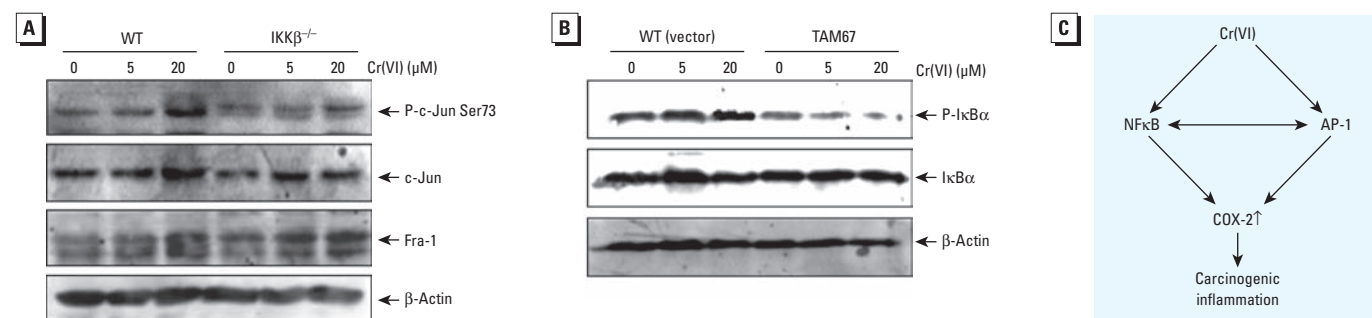 A
WT IKKβ–/–
0 5 20 0 5 20 Cr(VI) (μM)
P-c-Jun Ser73
c-Jun
Fra-1
β-Actin
B
WT (vector) TAM67
0 5 20 0 5 20 Cr(VI) (μM)
P-IκBα
IκBα
β-Actin
C
Cr(VI)
NFκB AP-1
COX-2↑
Carcinogenic
inflammation